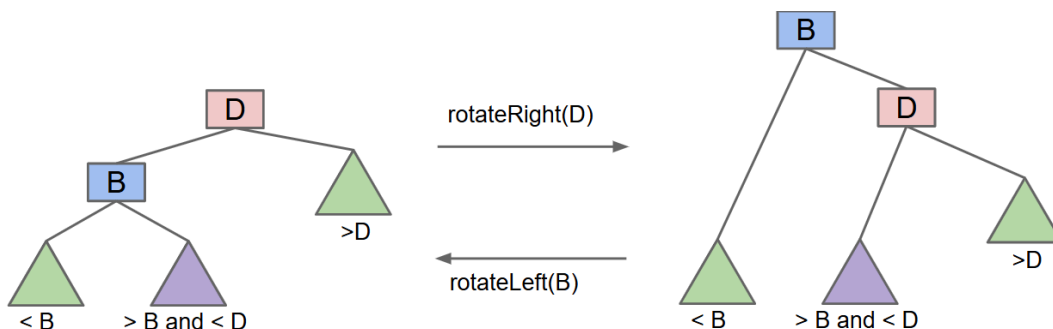 D
B
>D
< B
> B and < D
rotateRight(D)
rotateLeft(B)
B
D
>D
< B
> B and < D